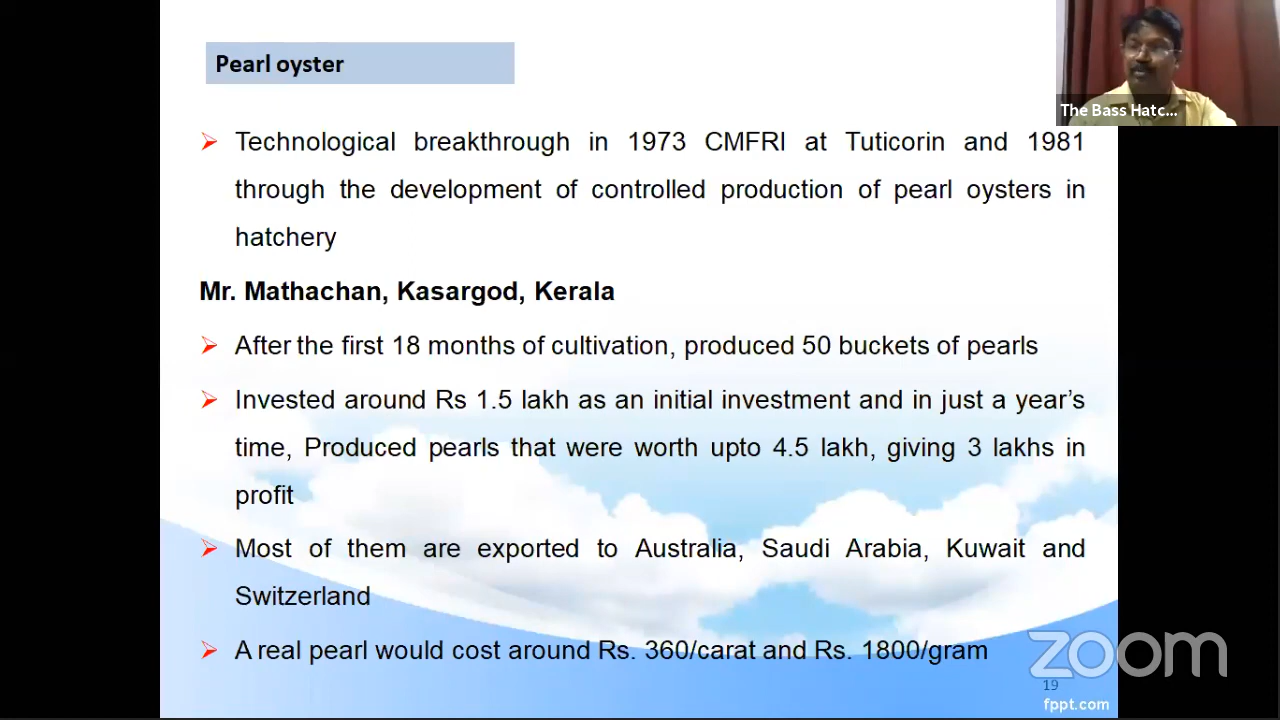 Pearl oyster
The Bass Hatc...
➢ Technological breakthrough in 1973 CMFRI at Tuticorin and 1981
through the development of controlled production of pearl oysters in
hatchery
Mr. Mathachan, Kasargod, Kerala
➢ After the first 18 months of cultivation, produced 50 buckets of pearls
➢ Invested around Rs 1.5 lakh as an initial investment and in just a year’s
time, Produced pearls that were worth upto 4.5 lakh, giving 3 lakhs in
profit
➢ Most of them are exported to Australia, Saudi Arabia, Kuwait and
Switzerland
➢ A real pearl would cost around Rs. 360/carat and Rs. 1800/gram
zoom
19
fppt.com